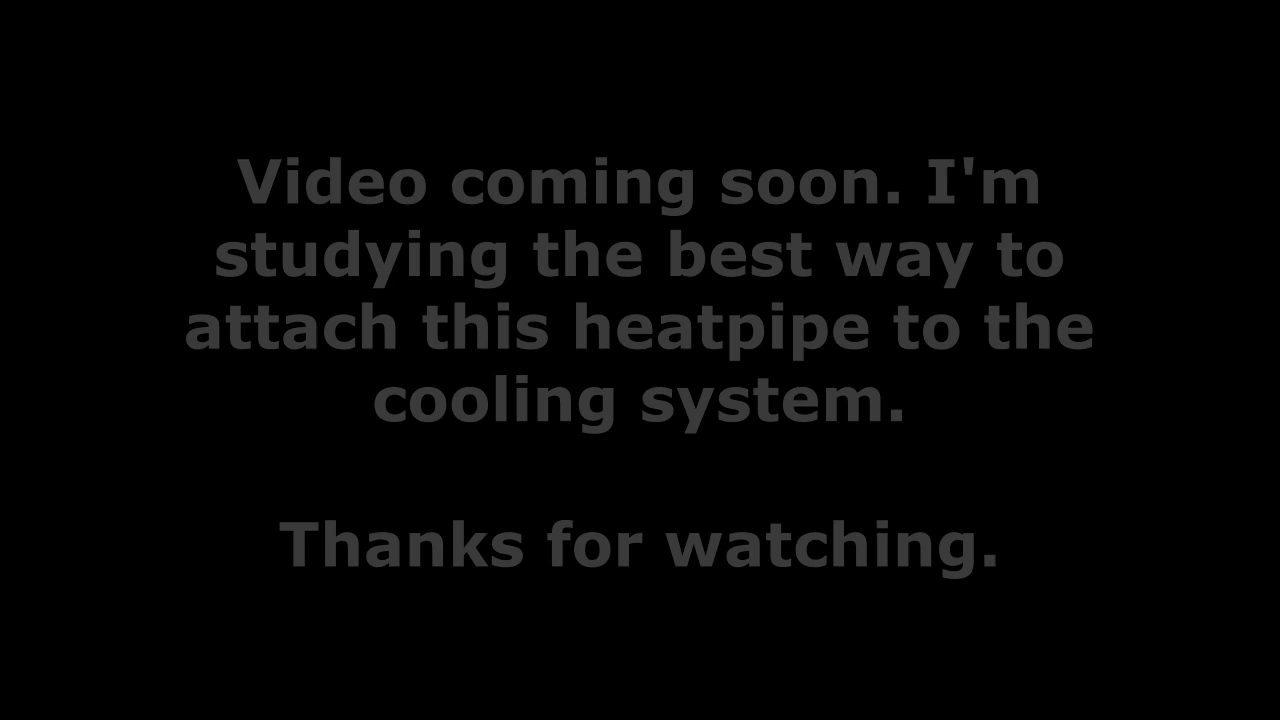 Video coming soon. I'm
studying the best way to
attach this heatpipe to the
cooling system.
Thanks for watching.